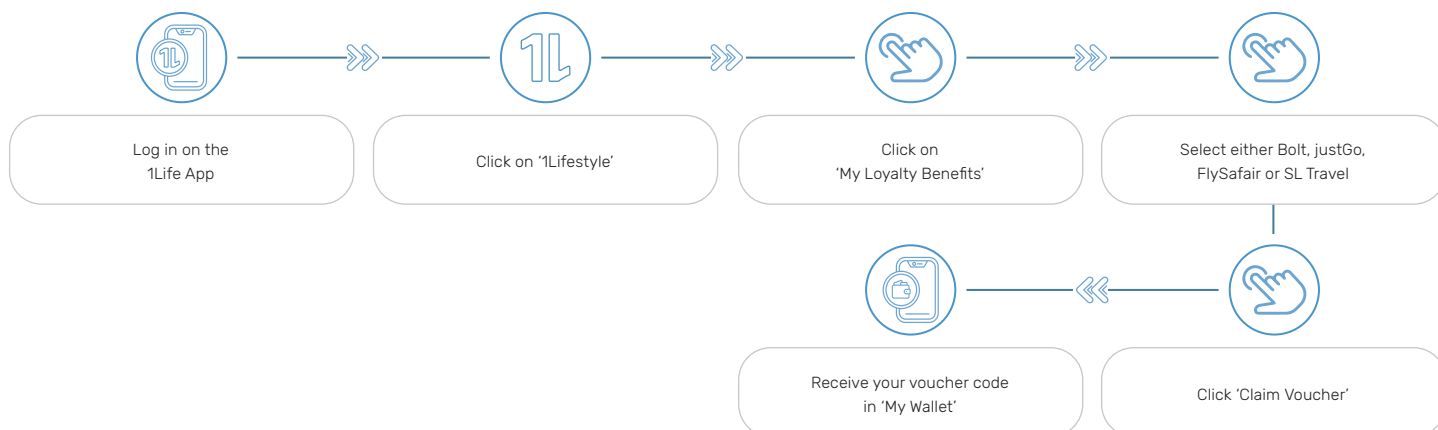 Log in on the
1Life App
Click on ‘1Lifestyle’
Click on
‘My Loyalty Benefits’
Select either Bolt, justGo,
FlySafair or SL Travel
Click ‘Claim Voucher’
Receive your voucher code
in ‘My Wallet’